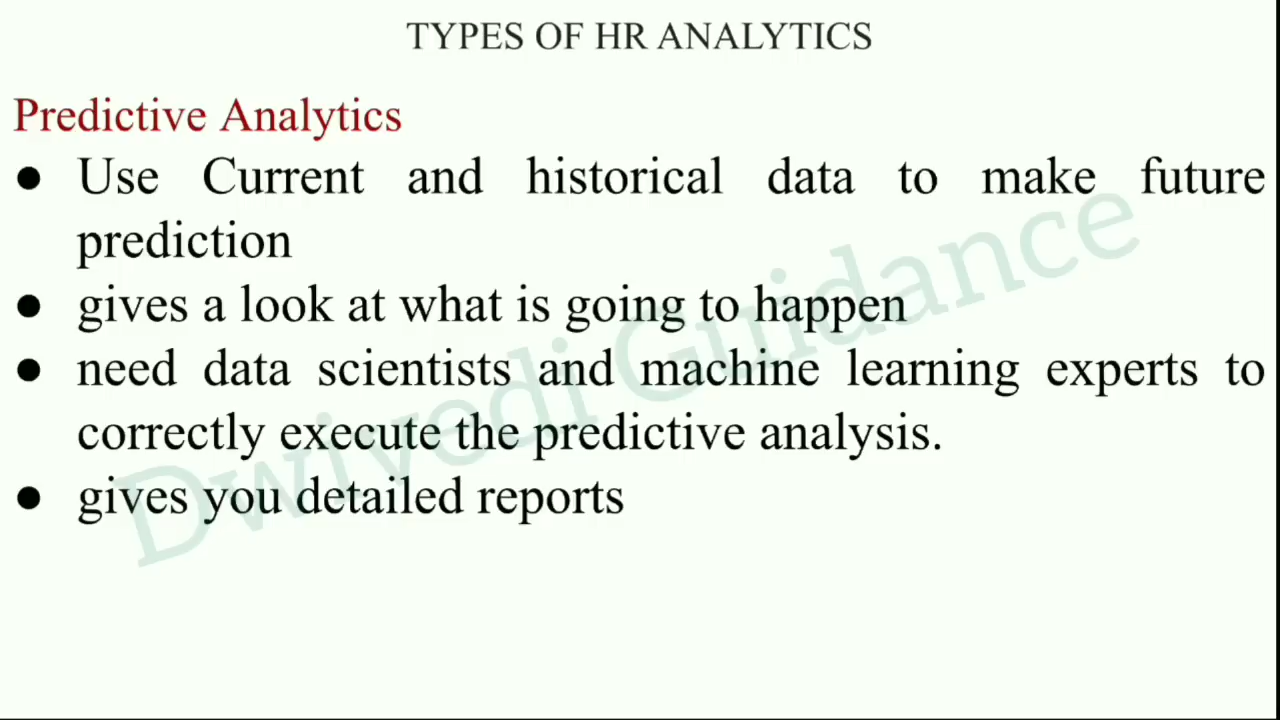 TYPES OF HR ANALYTICS
Predictive Analytics
● Use Current and historical data to make future
prediction
● gives a look at what is going to happen
● need data scientists and machine learning experts to
correctly execute the predictive analysis.
● gives you detailed reports
Dwivedi Guidance